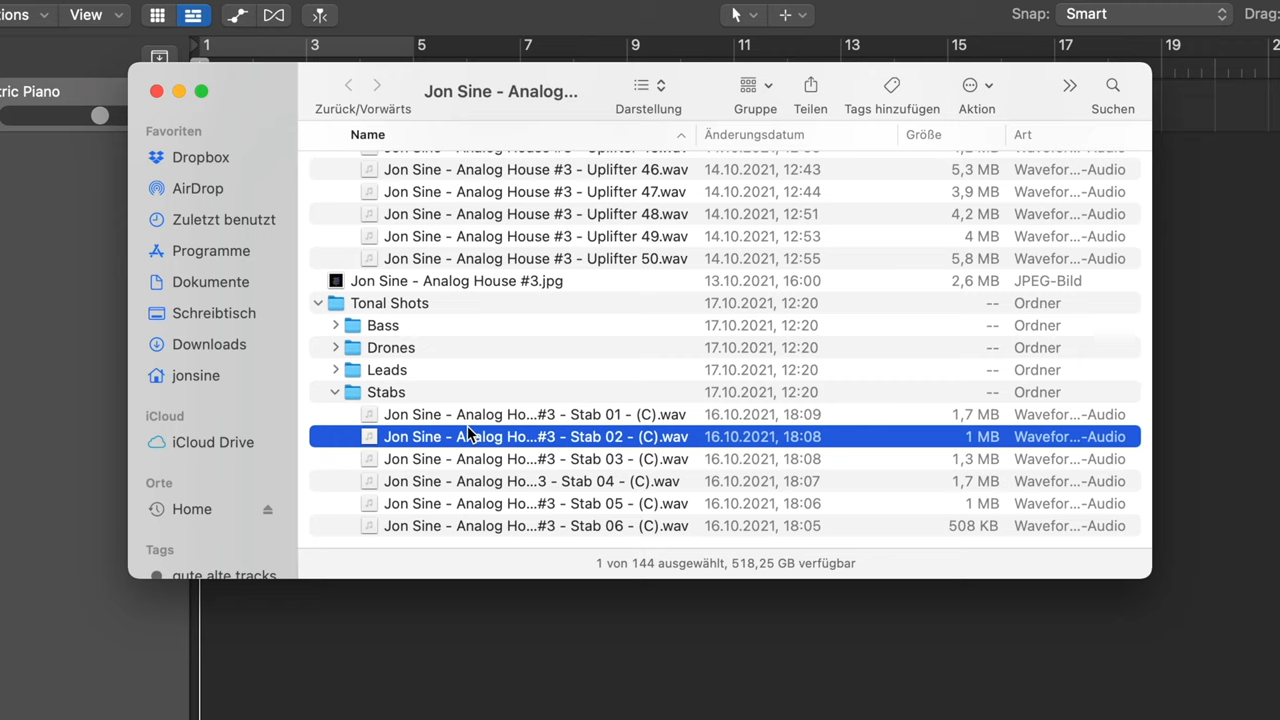 ions View Snap: Smart Drag:
1 3 5 7 9 11 13 15 17 19
tric Piano
Jon Sine - Analog...
Zurück/Vorwärts Darstellung Gruppe Teilen Tags hinzufügen Aktion Suchen
Favoriten
Dropbox
AirDrop
Zuletzt benutzt
Programme
Dokumente
Schreibtisch
Downloads
jonsine
iCloud
iCloud Drive
Orte
Home
Tags
gute alte tracks
Name Änderungsdatum Größe Art
Jon Sine - Analog House #3 - Uplifter 46.wav 14.10.2021, 12:43 5,3 MB Wavefor...-Audio
Jon Sine - Analog House #3 - Uplifter 47.wav 14.10.2021, 12:44 3,9 MB Wavefor...-Audio
Jon Sine - Analog House #3 - Uplifter 48.wav 14.10.2021, 12:51 4,2 MB Wavefor...-Audio
Jon Sine - Analog House #3 - Uplifter 49.wav 14.10.2021, 12:53 4 MB Wavefor...-Audio
Jon Sine - Analog House #3 - Uplifter 50.wav 14.10.2021, 12:55 5,8 MB Wavefor...-Audio
Jon Sine - Analog House #3.jpg 13.10.2021, 16:00 2,6 MB JPEG-Bild
Tonal Shots 17.10.2021, 12:20 -- Ordner
Bass 17.10.2021, 12:20 -- Ordner
Drones 17.10.2021, 12:20 -- Ordner
Leads 17.10.2021, 12:20 -- Ordner
Stabs 17.10.2021, 12:20 -- Ordner
Jon Sine - Analog Ho...#3 - Stab 01 - (C).wav 16.10.2021, 18:09 1,7 MB Wavefor...-Audio
Jon Sine - Analog Ho...#3 - Stab 02 - (C).wav 16.10.2021, 18:08 1 MB Wavefor...-Audio
Jon Sine - Analog Ho...#3 - Stab 03 - (C).wav 16.10.2021, 18:08 1,3 MB Wavefor...-Audio
Jon Sine - Analog Ho...3 - Stab 04 - (C).wav 16.10.2021, 18:07 1,7 MB Wavefor...-Audio
Jon Sine - Analog Ho...#3 - Stab 05 - (C).wav 16.10.2021, 18:06 1 MB Wavefor...-Audio
Jon Sine - Analog Ho...#3 - Stab 06 - (C).wav 16.10.2021, 18:05 508 KB Wavefor...-Audio
1 von 144 ausgewählt, 518,25 GB verfügbar